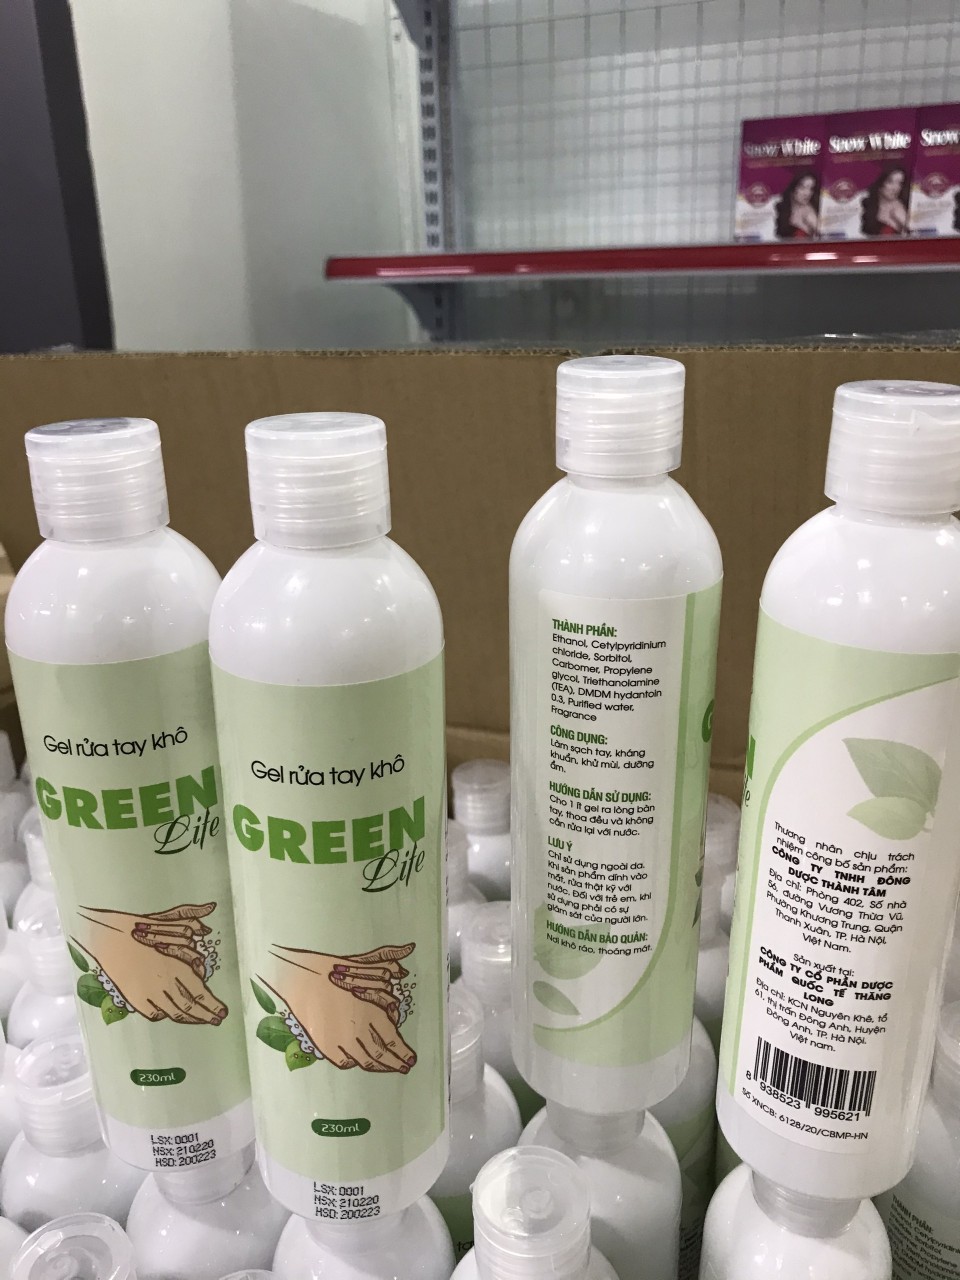 Snow White
Snow White
Gel rửa tay khô
GREEN
Life
230ml
LSX: 0001
NSX: 210220
HSD: 200223
Gel rửa tay khô
GREEN
Life
230ml
LSX: 0001
NSX: 210220
HSD: 200223
THÀNH PHẦN:
Ethanol, Cetylpyridinium
chloride, Sorbitol,
Carbomer, Propylene
glycol, Triethanolamine
(TEA), DMDM hydantoin
0.3, Purified water,
Fragrance
CÔNG DỤNG:
Làm sạch tay, kháng
khuẩn, khử mùi, dưỡng
ẩm.
HƯỚNG DẪN SỬ DỤNG:
Cho 1 ít gel ra lòng bàn
tay, thoa đều và không
cần rửa lại với nước.
LƯU Ý
Chỉ sử dụng ngoài da.
Khi sản phẩm dính vào
mắt, rửa thật kỹ với
nước. Đối với trẻ em, khi
sử dụng phải có sự
giám sát của người lớn.
HƯỚNG DẪN BẢO QUẢN:
Nơi khô ráo, thoáng mát.
Thương nhân chịu trách
nhiệm công bố sản phẩm:
CÔNG TY TNHH ĐÔNG
DƯỢC THÀNH TÂM
Địa chỉ: Phòng 402, Số nhà
56, đường Vương Thừa Vũ,
Phường Khương Trung, Quận
Thanh Xuân, TP. Hà Nội,
Việt Nam.
Sản xuất tại:
CÔNG TY CỔ PHẦN DƯỢC
PHẨM QUỐC TẾ THĂNG
LONG
Địa chỉ: KCN Nguyên Khê, tổ
61, thị trấn Đông Anh, Huyện
Đông Anh, TP. Hà Nội.
Việt nam.
8 938523 995621
Số XNCB: 6128/20/CBMP-HN
THÀNH PHẦN: